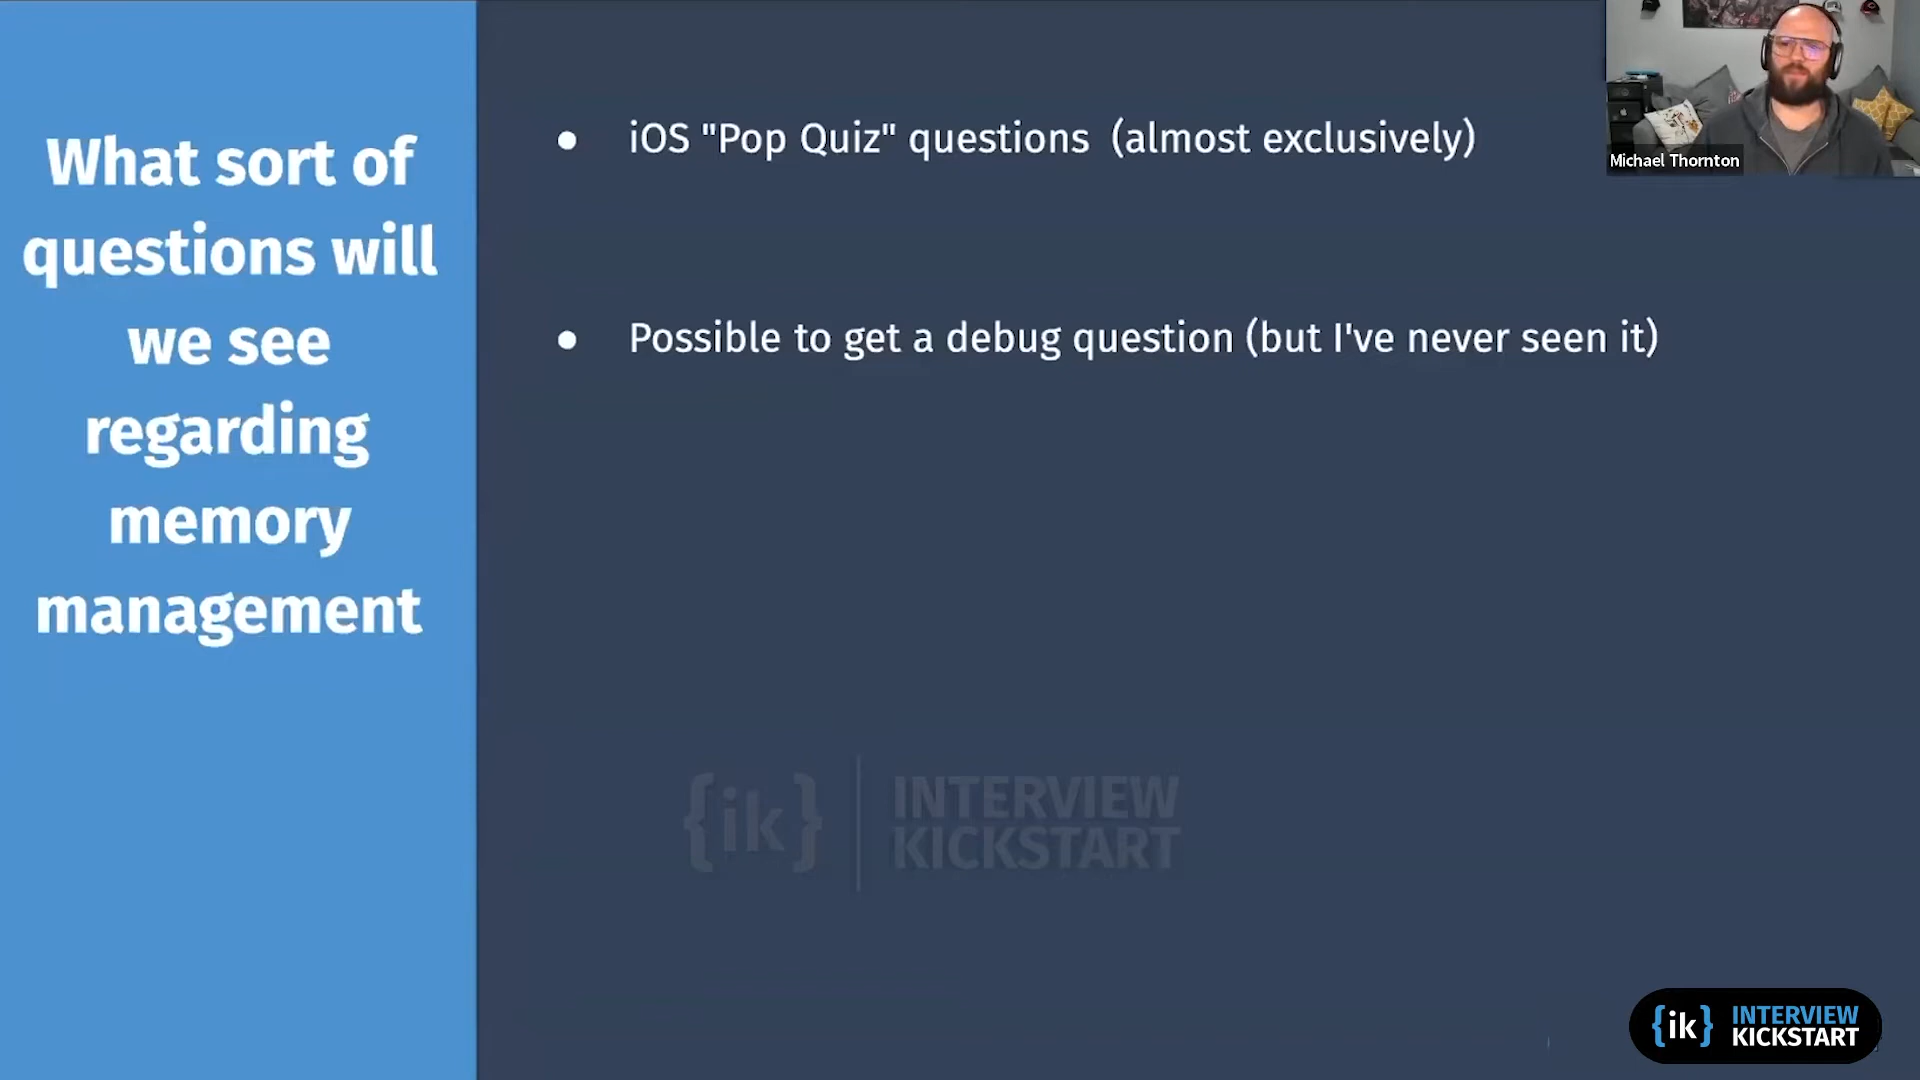 What sort of
questions will
we see
regarding
memory
management
● iOS "Pop Quiz" questions (almost exclusively)
● Possible to get a debug question (but I've never seen it)
Michael Thornton
{ik} INTERVIEW
KICKSTART
{ik} INTERVIEW
KICKSTART